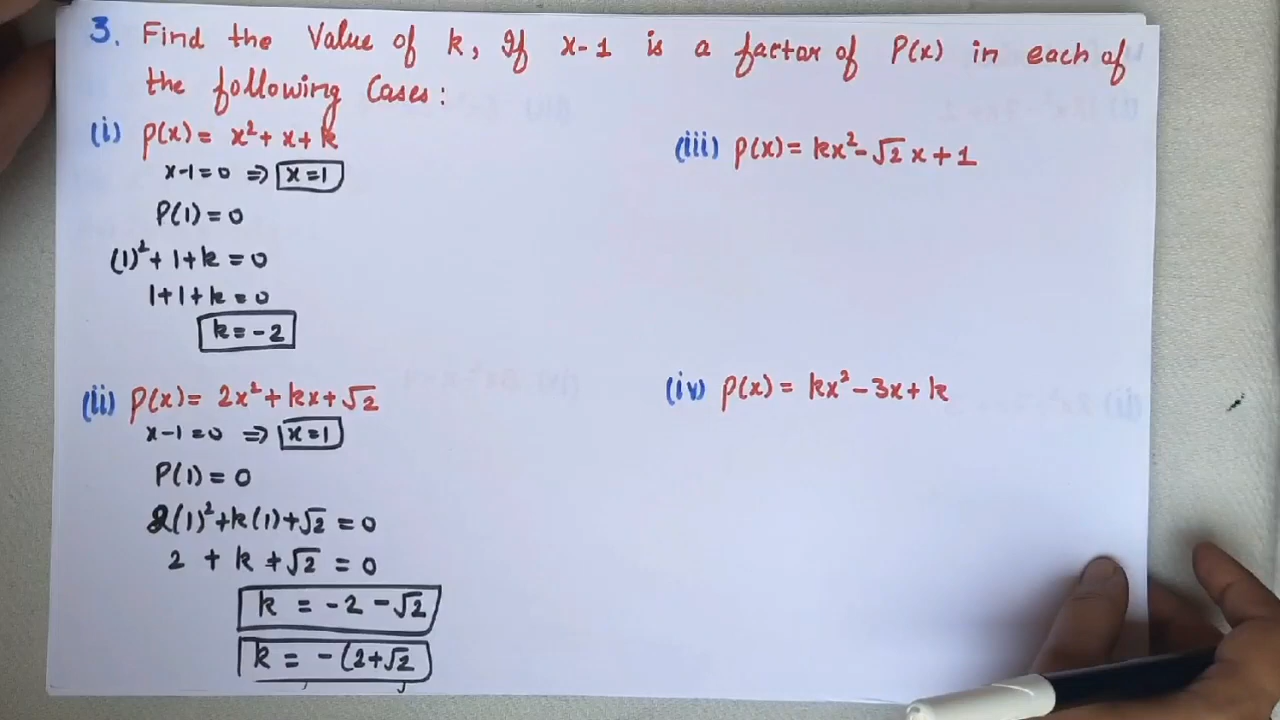 3. Find the Value of k, If x-1 is a factor of P(x) in each of
the following Cases:
(i) p(x) = x² + x + k
x-1=0 ⇒ x=1
P(1) = 0
(1)² + 1 + k = 0
1+1+k = 0
k = -2
(ii) P(x) = 2x² + kx + √2
x-1=0 ⇒ x=1
P(1) = 0
2(1)² + k(1) + √2 = 0
2 + k + √2 = 0
k = -2 - √2
k = -(2+√2
(iii) p(x) = kx² - √2 x + 1
(iv) p(x) = kx² - 3x + k